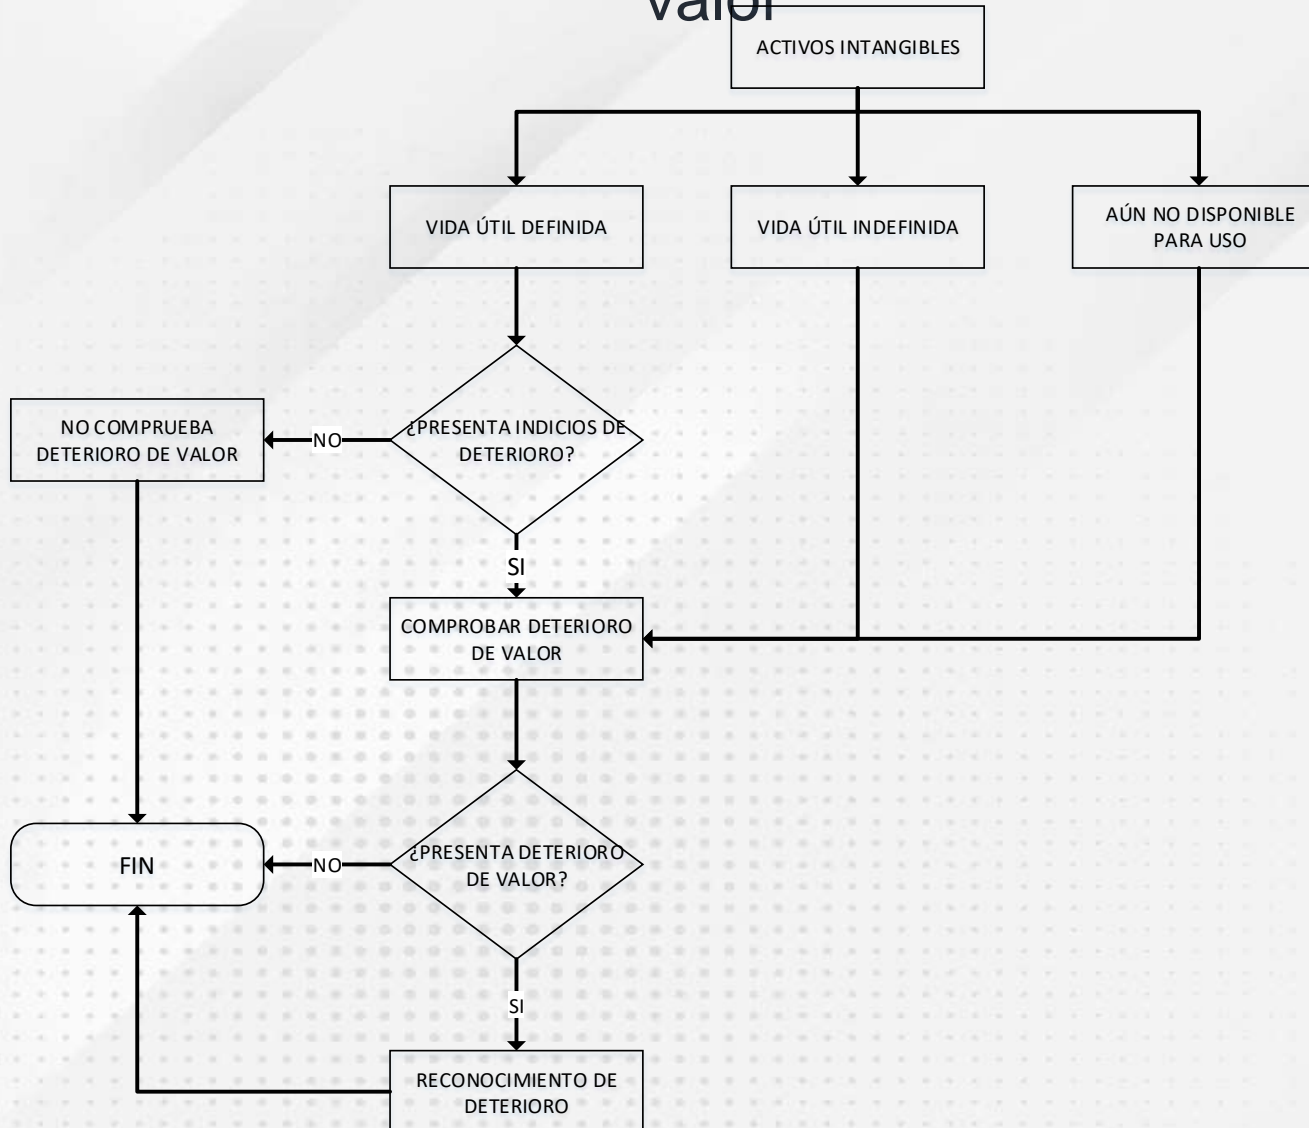 valor
ACTIVOS INTANGIBLES
VIDA ÚTIL DEFINIDA
VIDA ÚTIL INDEFINIDA
AÚN NO DISPONIBLE
PARA USO
¿PRESENTA INDICIOS DE
DETERIORO?
NO
NO COMPRUEBA
DETERIORO DE VALOR
SI
COMPROBAR DETERIORO
DE VALOR
¿PRESENTA DETERIORO
DE VALOR?
NO
FIN
SI
RECONOCIMIENTO DE
DETERIORO